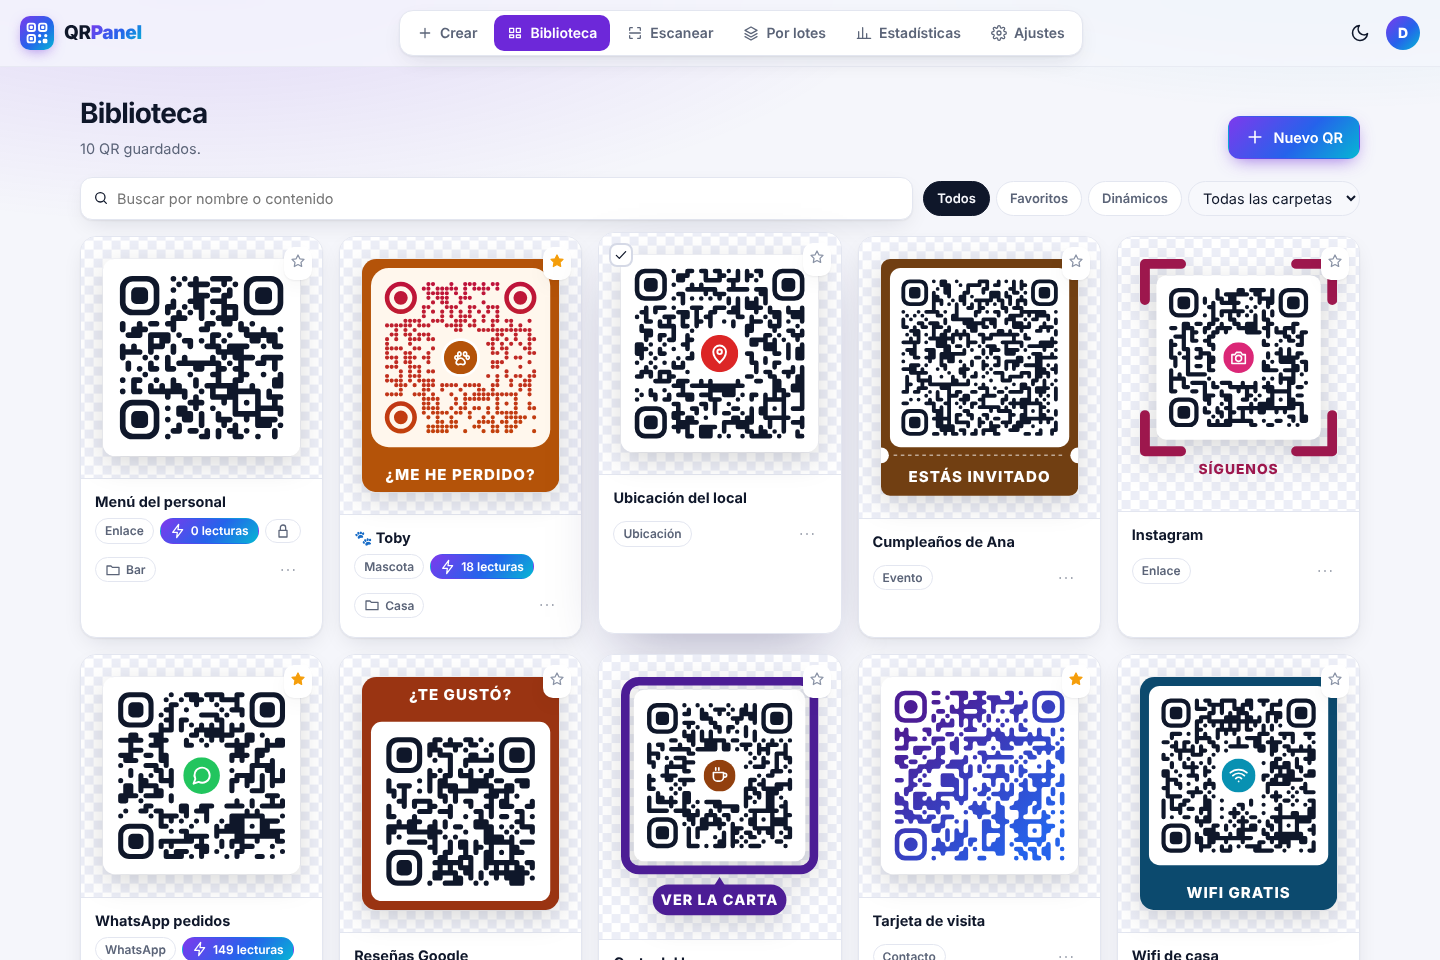 QRPanel
Crear
Biblioteca
Escanear
Por lotes
Estadísticas
Ajustes
D
Biblioteca
10 QR guardados.
Nuevo QR
Buscar por nombre o contenido
Todos
Favoritos
Dinámicos
Todas las carpetas
¿ME HE PERDIDO?
ESTÁS INVITADO
SÍGUENOS
Menú del personal
Enlace
0 lecturas
Bar
🐾 Toby
Mascota
18 lecturas
Casa
Ubicación del local
Ubicación
Cumpleaños de Ana
Evento
Instagram
Enlace
¿TE GUSTÓ?
VER LA CARTA
WIFI GRATIS
WhatsApp pedidos
WhatsApp
149 lecturas
Reseñas Google
Tarjeta de visita
Contacto
Wifi de casa